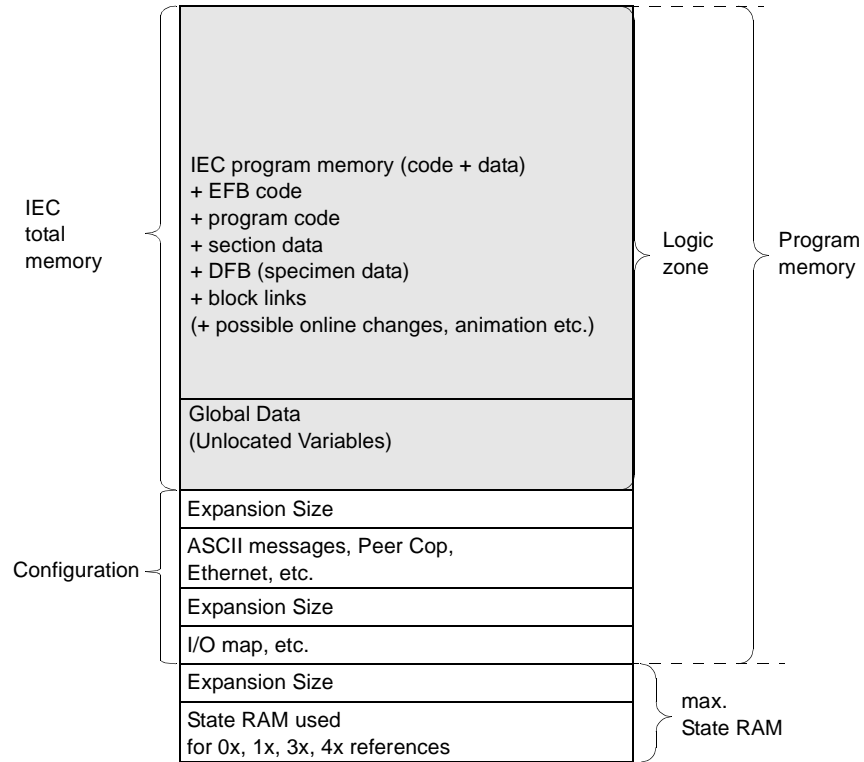 IEC program memory (code + data)
+ EFB code
+ program code
+ section data
+ DFB (specimen data)
+ block links
(+ possible online changes, animation etc.)
IEC
total
memory
Logic
zone
Program
memory
Global Data
(Unlocated Variables)
Expansion Size
ASCII messages, Peer Cop,
Ethernet, etc.
Configuration
Expansion Size
I/O map, etc.
Expansion Size
State RAM used
for 0x, 1x, 3x, 4x references
max.
State RAM